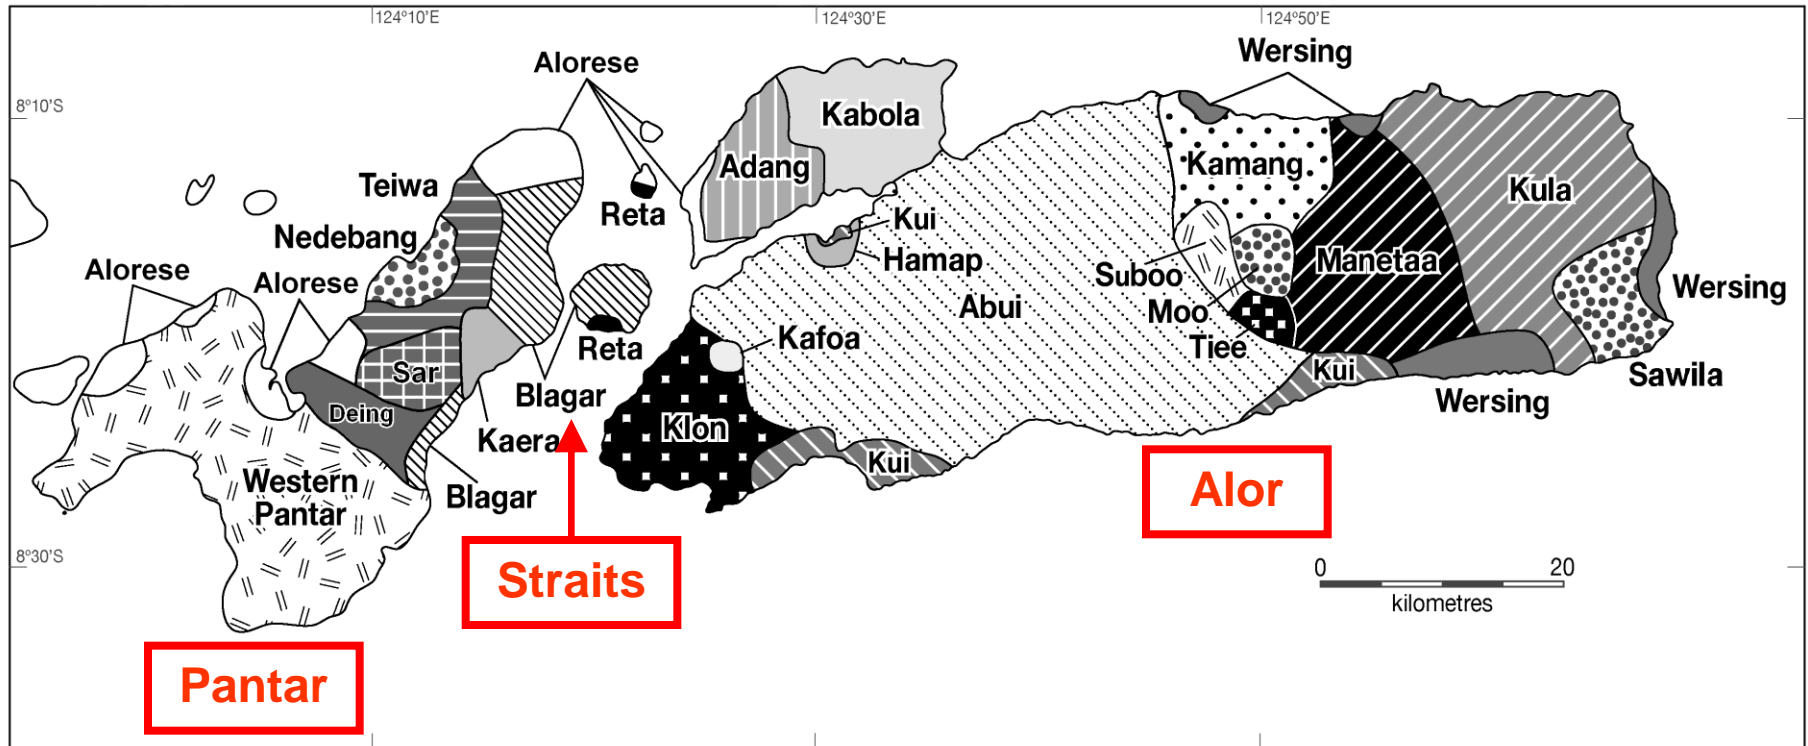 124°10'E
124°30'E
124°50'E
8°10'S
8°30'S
Alorese
Wersing
Kabola
Adang
Kamang
Teiwa
Kula
Reta
Kui
Nedebang
Hamap
Manetaa
Alorese
Alorese
Suboo
Wersing
Abui
Moo
Kafoa
Tiee
Reta
Sar
Kui
Sawila
Blagar
Wersing
Deing
Klon
Kaera
Kui
Western
Pantar
Blagar
Alor
Straits
0 20
kilometres
Pantar